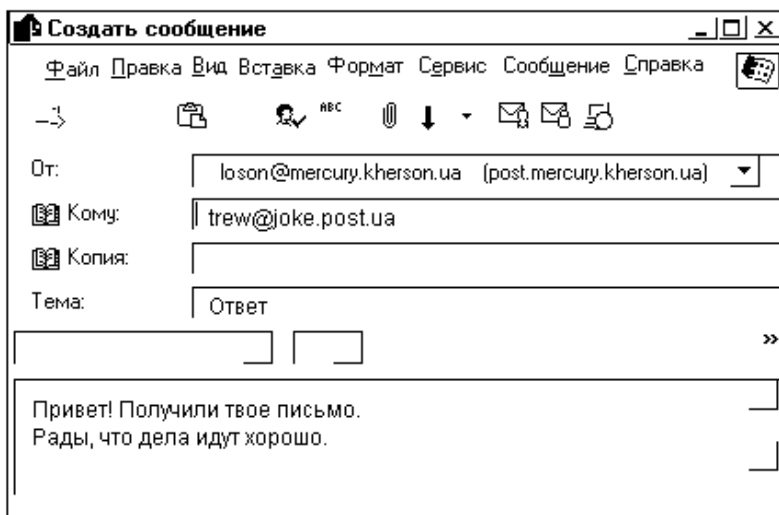 Создать сообщение
Файл Правка Вид Вставка Формат Сервис Сообщение Справка
ABC
От: loson@mercury.kherson.ua (post.mercury.kherson.ua)
Кому: trew@joke.post.ua
Копия:
Тема: Ответ
»
Привет! Получили твое письмо.
Рады, что дела идут хорошо.